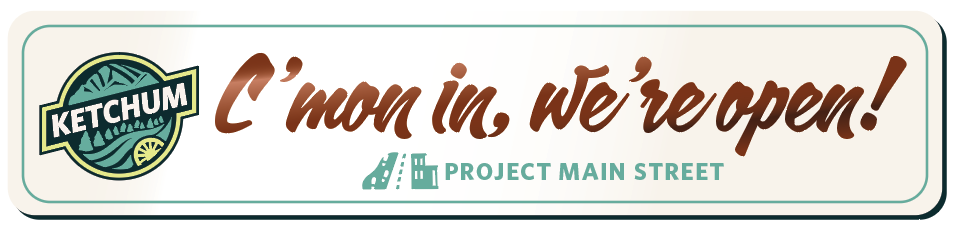 KETCHUM
C'mon in, we're open!
PROJECT MAIN STREET